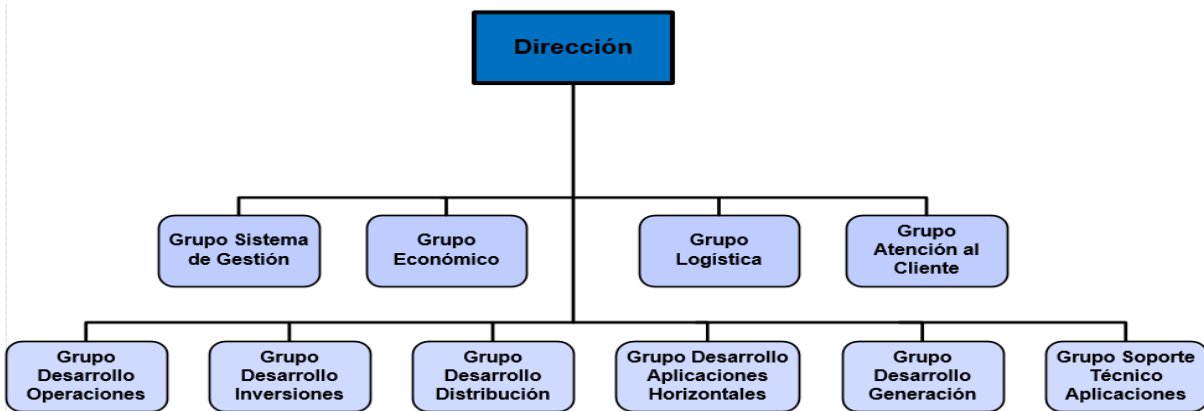 Dirección
Grupo Sistema
de Gestión
Grupo
Económico
Grupo
Logística
Grupo
Atención al
Cliente
Grupo
Desarrollo
Operaciones
Grupo
Desarrollo
Inversiones
Grupo
Desarrollo
Distribución
Grupo Desarrollo
Aplicaciones
Horizontales
Grupo
Desarrollo
Generación
Grupo Soporte
Técnico
Aplicaciones